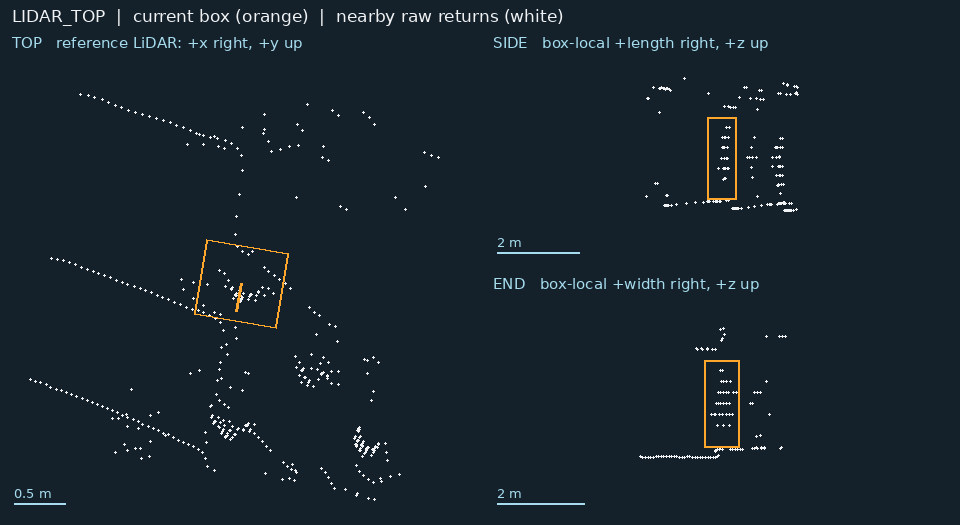 LIDAR_TOP | current box (orange) | nearby raw returns (white)
TOP reference LiDAR: +x right, +y up
SIDE box-local +length right, +z up
2 m
END box-local +width right, +z up
0.5 m
2 m